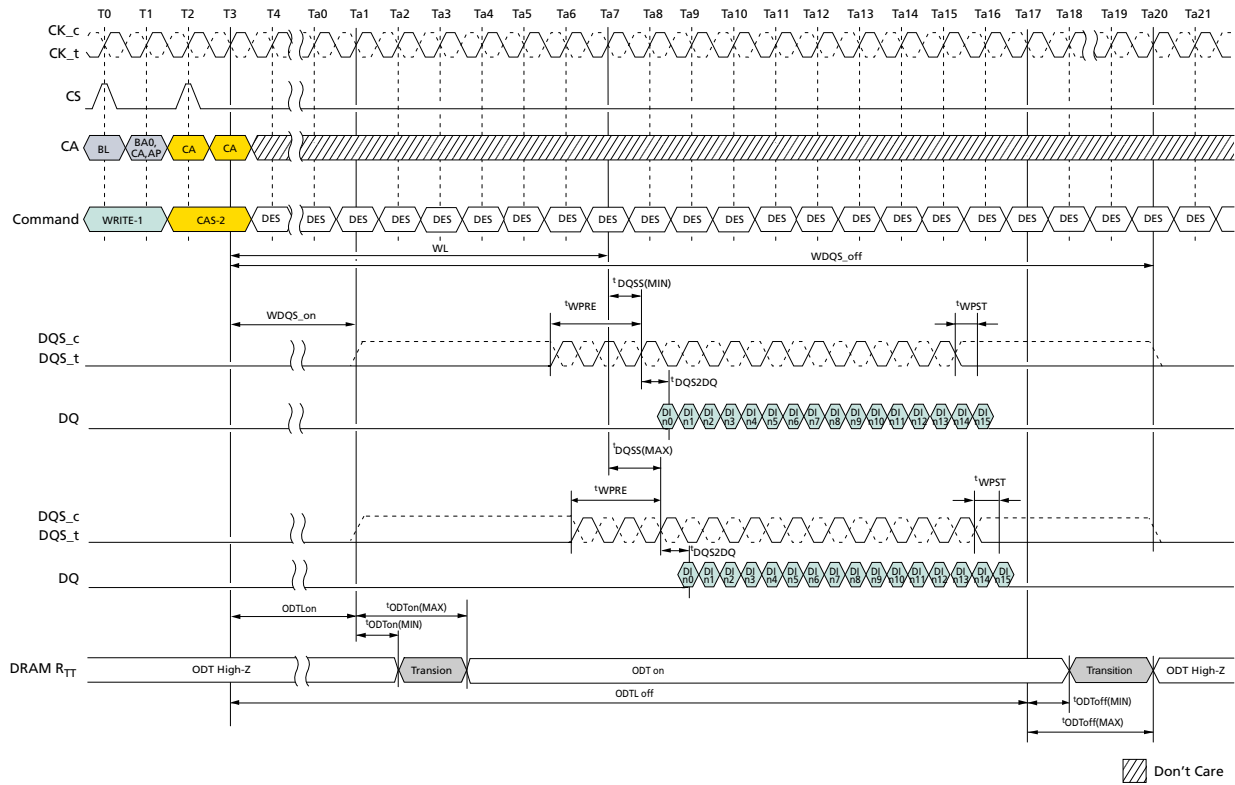 T0 T1 T2 T3 T4 Ta0 Ta1 Ta2 Ta3 Ta4 Ta5 Ta6 Ta7 Ta8 Ta9 Ta10 Ta11 Ta12 Ta13 Ta14 Ta15 Ta16 Ta17 Ta18 Ta19 Ta20 Ta21
CK_c
CK_t
CS
CA
BL
BA0,
CA,AP
CA
CA
Command
WRITE-1 CAS-2 DES DES DES DES DES DES DES DES DES DES DES DES DES DES DES DES DES DES DES DES DES DES DES
WL
WDQS_off
tDQSS(MIN)
tWPRE
tWPST
WDQS_on
DQS_c
DQS_t
tDQS2DQ
DQ
DI DI DI DI DI DI DI DI DI DI DI DI DI DI DI DI
n0 n1 n2 n3 n4 n5 n6 n7 n8 n9 n10 n11 n12 n13 n14 n15
tDQSS(MAX)
tWPRE
tWPST
DQS_c
DQS_t
tDQS2DQ
DQ
DI DI DI DI DI DI DI DI DI DI DI DI DI DI DI DI
n0 n1 n2 n3 n4 n5 n6 n7 n8 n9 n10 n11 n12 n13 n14 n15
ODTLon
tODTon(MAX)
tODTon(MIN)
DRAM RTT
ODT High-Z Transion ODT on Transition ODT High-Z
ODTL off
tODToff(MIN)
tODToff(MAX)
Don't Care